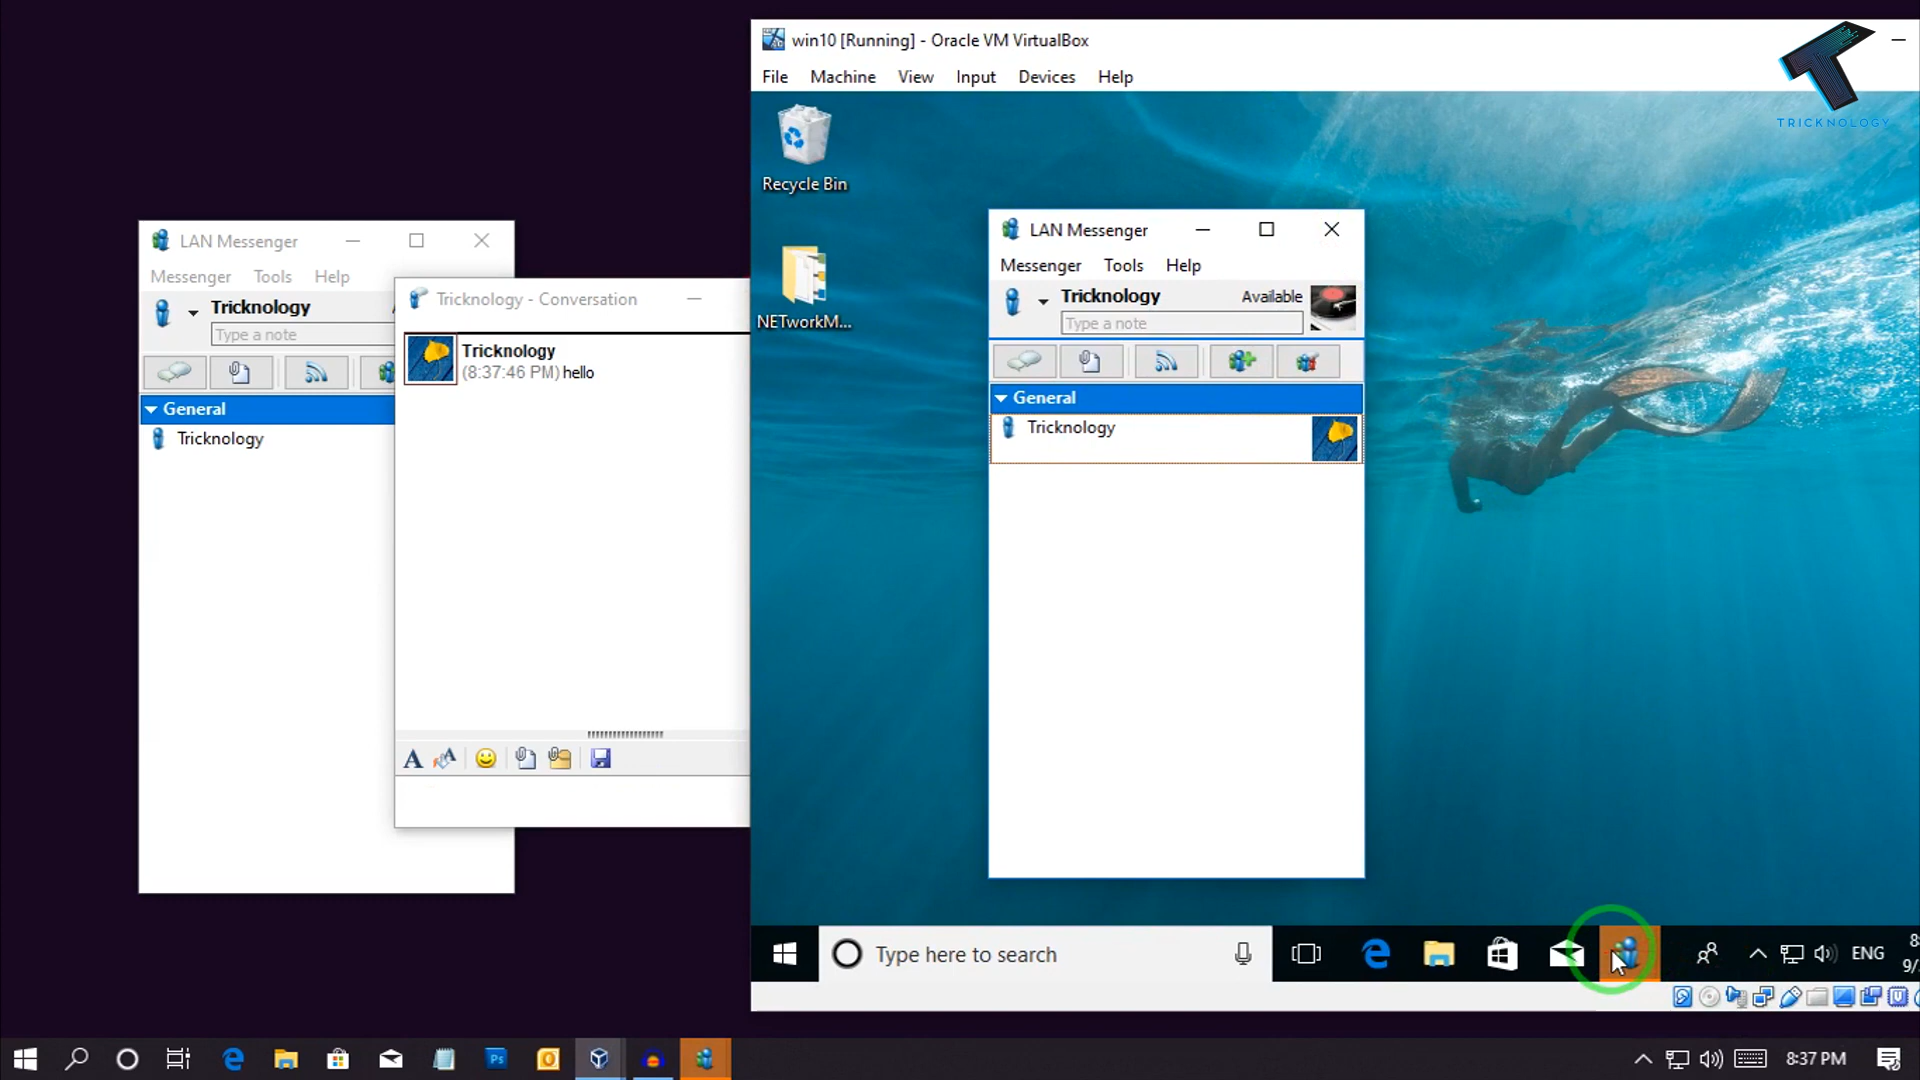 win10 [Running] - Oracle VM VirtualBox
File Machine View Input Devices Help
TRICKNOLOGY
Recycle Bin
NETworkM...
LAN Messenger
Messenger Tools Help
Tricknology
Type a note
General
Tricknology
Tricknology - Conversation
Tricknology
(8:37:46 PM) hello
LAN Messenger
Messenger Tools Help
Tricknology Available
Type a note
General
Tricknology
Type here to search
ENG
8:37 PM